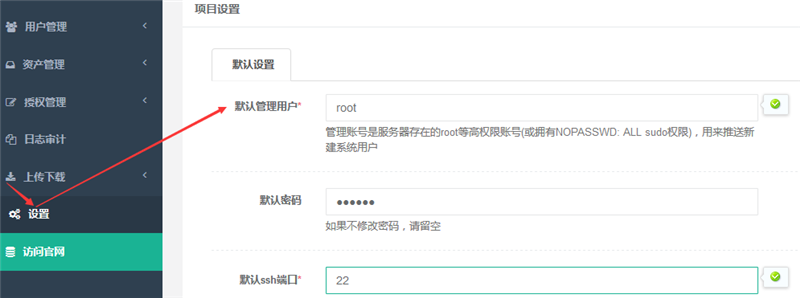 项目设置
用户管理
资产管理
授权管理
日志审计
上传下载
设置
访问官网
默认设置
默认管理用户*
root
管理账号是服务器存在的root等高权限账号(或拥有NOPASSWD: ALL sudo权限)，用来推送新
建系统用户
默认密码
●●●●●●
如果不修改密码，请留空
默认ssh端口*
22